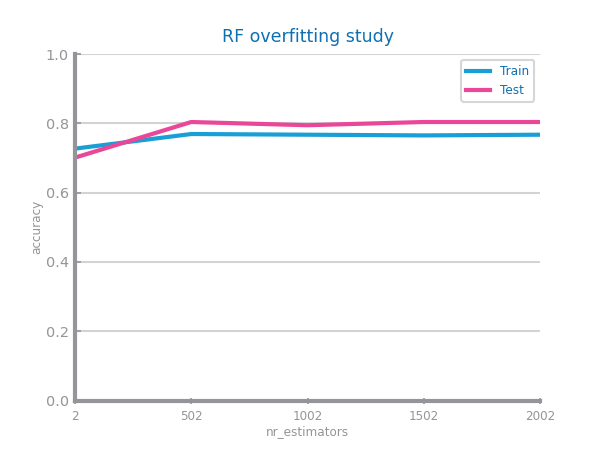 RF overfitting study
1.0
0.8
0.6
0.4
0.2
0.0
accuracy
Train
Test
2 502 1002 1502 2002
nr_estimators